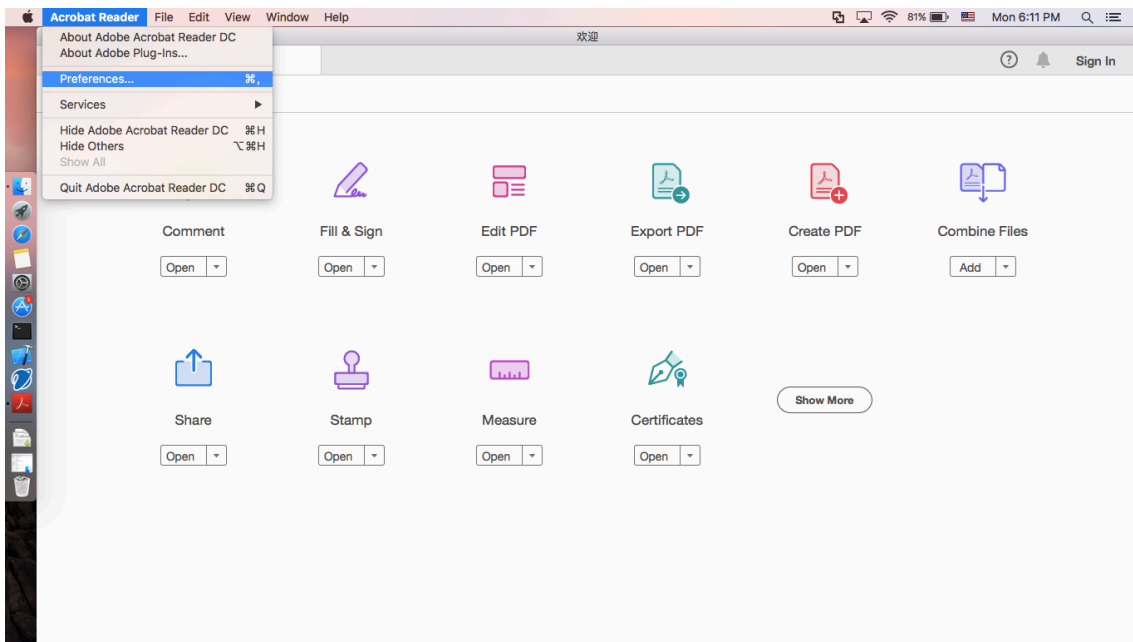 Acrobat Reader File Edit View Window Help 81% Mon 6:11 PM
About Adobe Acrobat Reader DC
欢迎
About Adobe Plug-Ins...
? Sign In
Preferences... ⌘,
Services ▶
Hide Adobe Acrobat Reader DC ⌘H
Hide Others ⌥⌘H
Show All
Quit Adobe Acrobat Reader DC ⌘Q
Comment Fill & Sign Edit PDF Export PDF Create PDF Combine Files
Open Open Open Open Open Add
Share Stamp Measure Certificates
Show More
Open Open Open Open